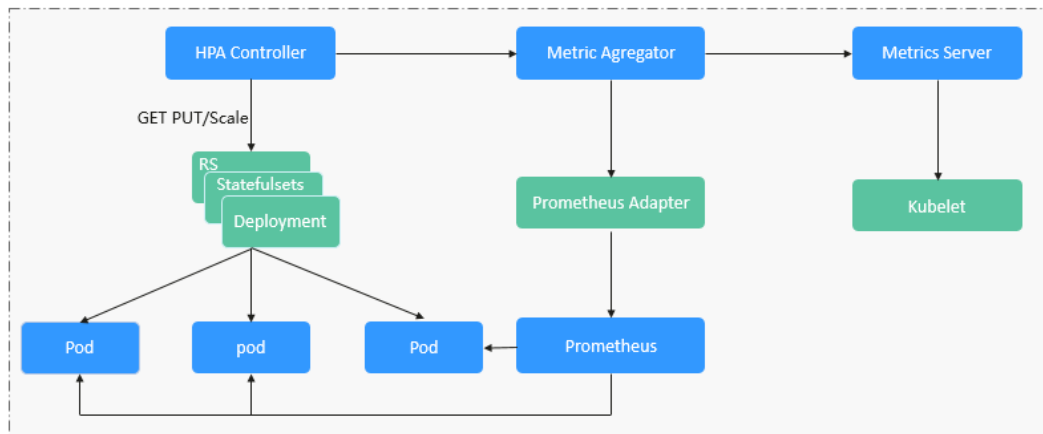 HPA Controller
Metric Agregator
Metrics Server
GET PUT/Scale
RS
Statefulsets
Deployment
Prometheus Adapter
Kubelet
Pod
pod
Pod
Prometheus